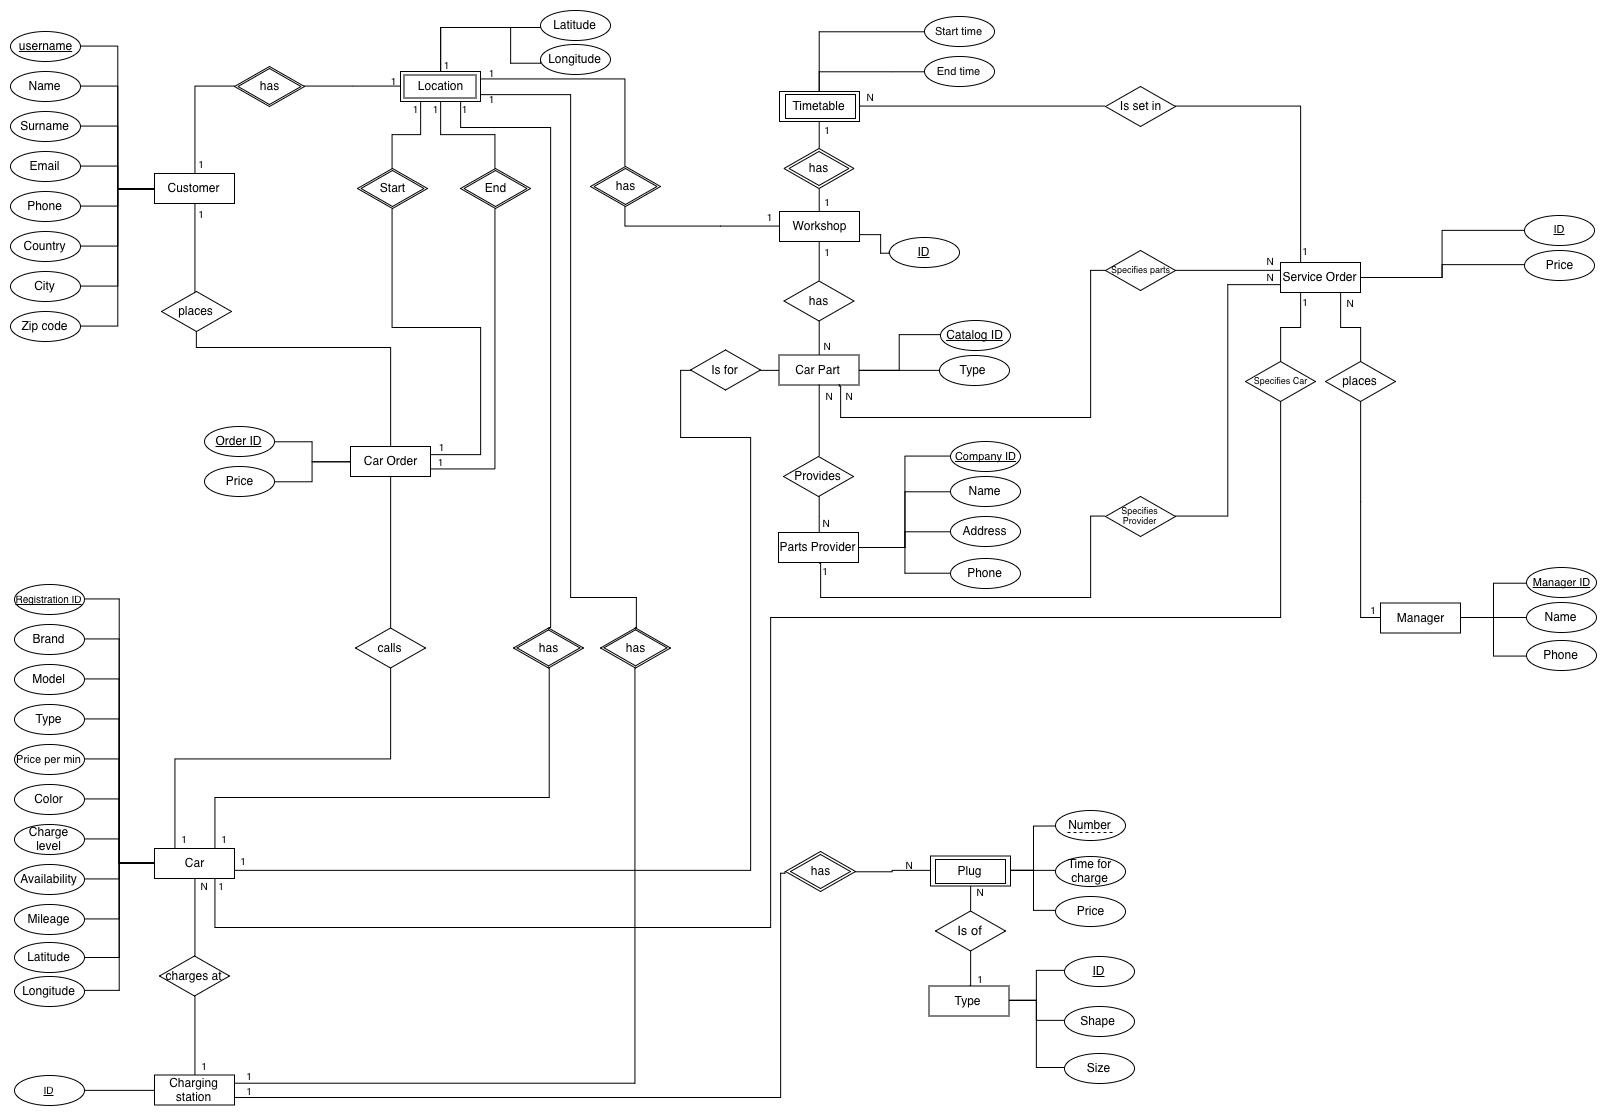 Latitude
Longitude
Start time
End time
username
Name
Surname
Email
Phone
Country
City
Zip code
has
1
Location
1
1
1
1
1
1
Customer
1
1
places
Start
End
has
1
Timetable
N
1
has
1
Workshop
1
ID
has
N
Is set in
1
Service Order
N
N
1
N
ID
Price
Specifies parts
Is for
Car Part
N
N
Catalog ID
Type
Specifies Car
places
Order ID
Price
Car Order
1
1
Provides
N
Parts Provider
1
Company ID
Name
Address
Phone
Specifies
Provider
1
Manager
Manager ID
Name
Phone
Registration ID
Brand
Model
Type
Price per min
Color
Charge
level
Availability
Mileage
Latitude
Longitude
calls
has
has
1
1
Car
1
N
1
charges at
1
Charging
station
1
1
ID
has
N
Plug
N
Number
Time for
charge
Price
Is of
1
Type
ID
Shape
Size